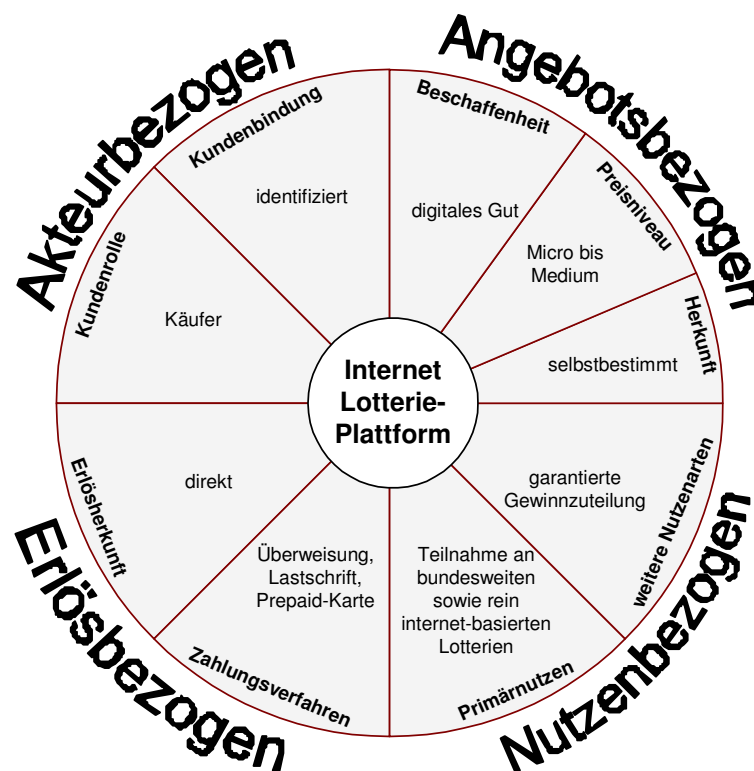 Akteurbezogen
Angebotsbezogen
Kundenbindung
identifiziert
Beschaffenheit
digitales Gut
Preisniveau
Micro bis
Medium
Herkunft
selbstbestimmt
Kundenrolle
Käufer
Internet
Lotterie-
Plattform
Erlösherkunft
direkt
Überweisung,
Lastschrift,
Prepaid-Karte
Zahlungsverfahren
Teilnahme an
bundesweiten
sowie rein
internet-basierten
Lotterien
Primärnutzen
garantierte
Gewinnzuteilung
weitere Nutzenarten
Erlösbezogen
Nutzenbezogen